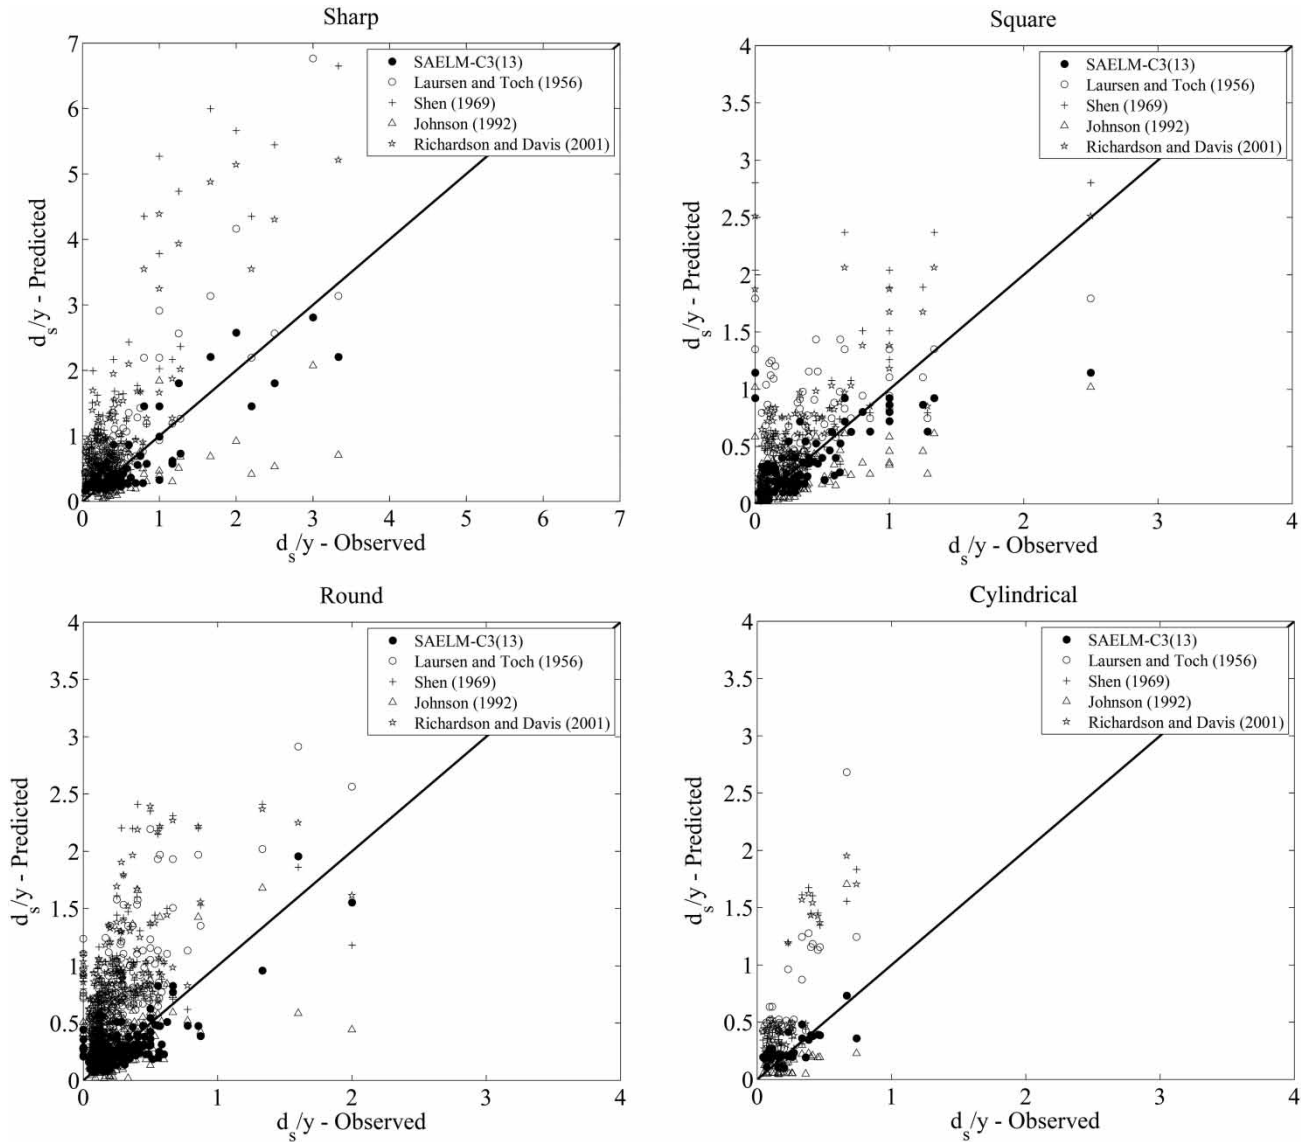 Sharp
7
6
5
4
3
2
1
0
0 1 2 3 4 5 6 7
d_s/y - Predicted
d_s/y - Observed
SAELM-C3(13)
Laursen and Toch (1956)
Shen (1969)
Johnson (1992)
Richardson and Davis (2001)
Square
4
3.5
3
2.5
2
1.5
1
0.5
0
0 1 2 3 4
d_s/y - Predicted
d_s/y - Observed
SAELM-C3(13)
Laursen and Toch (1956)
Shen (1969)
Johnson (1992)
Richardson and Davis (2001)
Round
4
3.5
3
2.5
2
1.5
1
0.5
0
0 1 2 3 4
d_s/y - Predicted
d_s/y - Observed
SAELM-C3(13)
Laursen and Toch (1956)
Shen (1969)
Johnson (1992)
Richardson and Davis (2001)
Cylindrical
4
3.5
3
2.5
2
1.5
1
0.5
0
0 1 2 3 4
d_s/y - Predicted
d_s/y - Observed
SAELM-C3(13)
Laursen and Toch (1956)
Shen (1969)
Johnson (1992)
Richardson and Davis (2001)